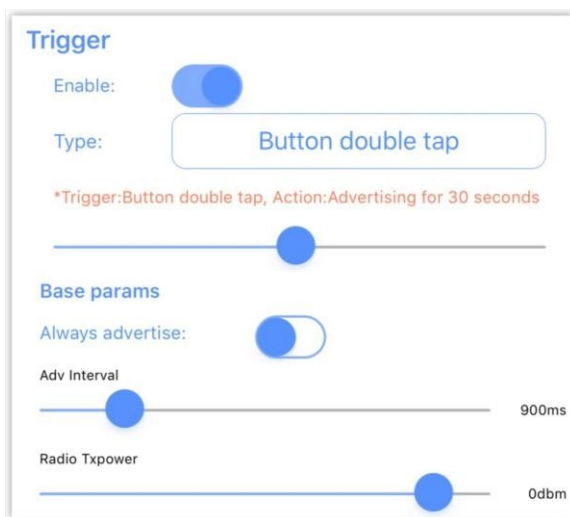 Trigger
Enable:
Type:
Button double tap
*Trigger:Button double tap, Action:Advertising for 30 seconds
Base params
Always advertise:
Adv Interval
900ms
Radio Txpower
0dbm